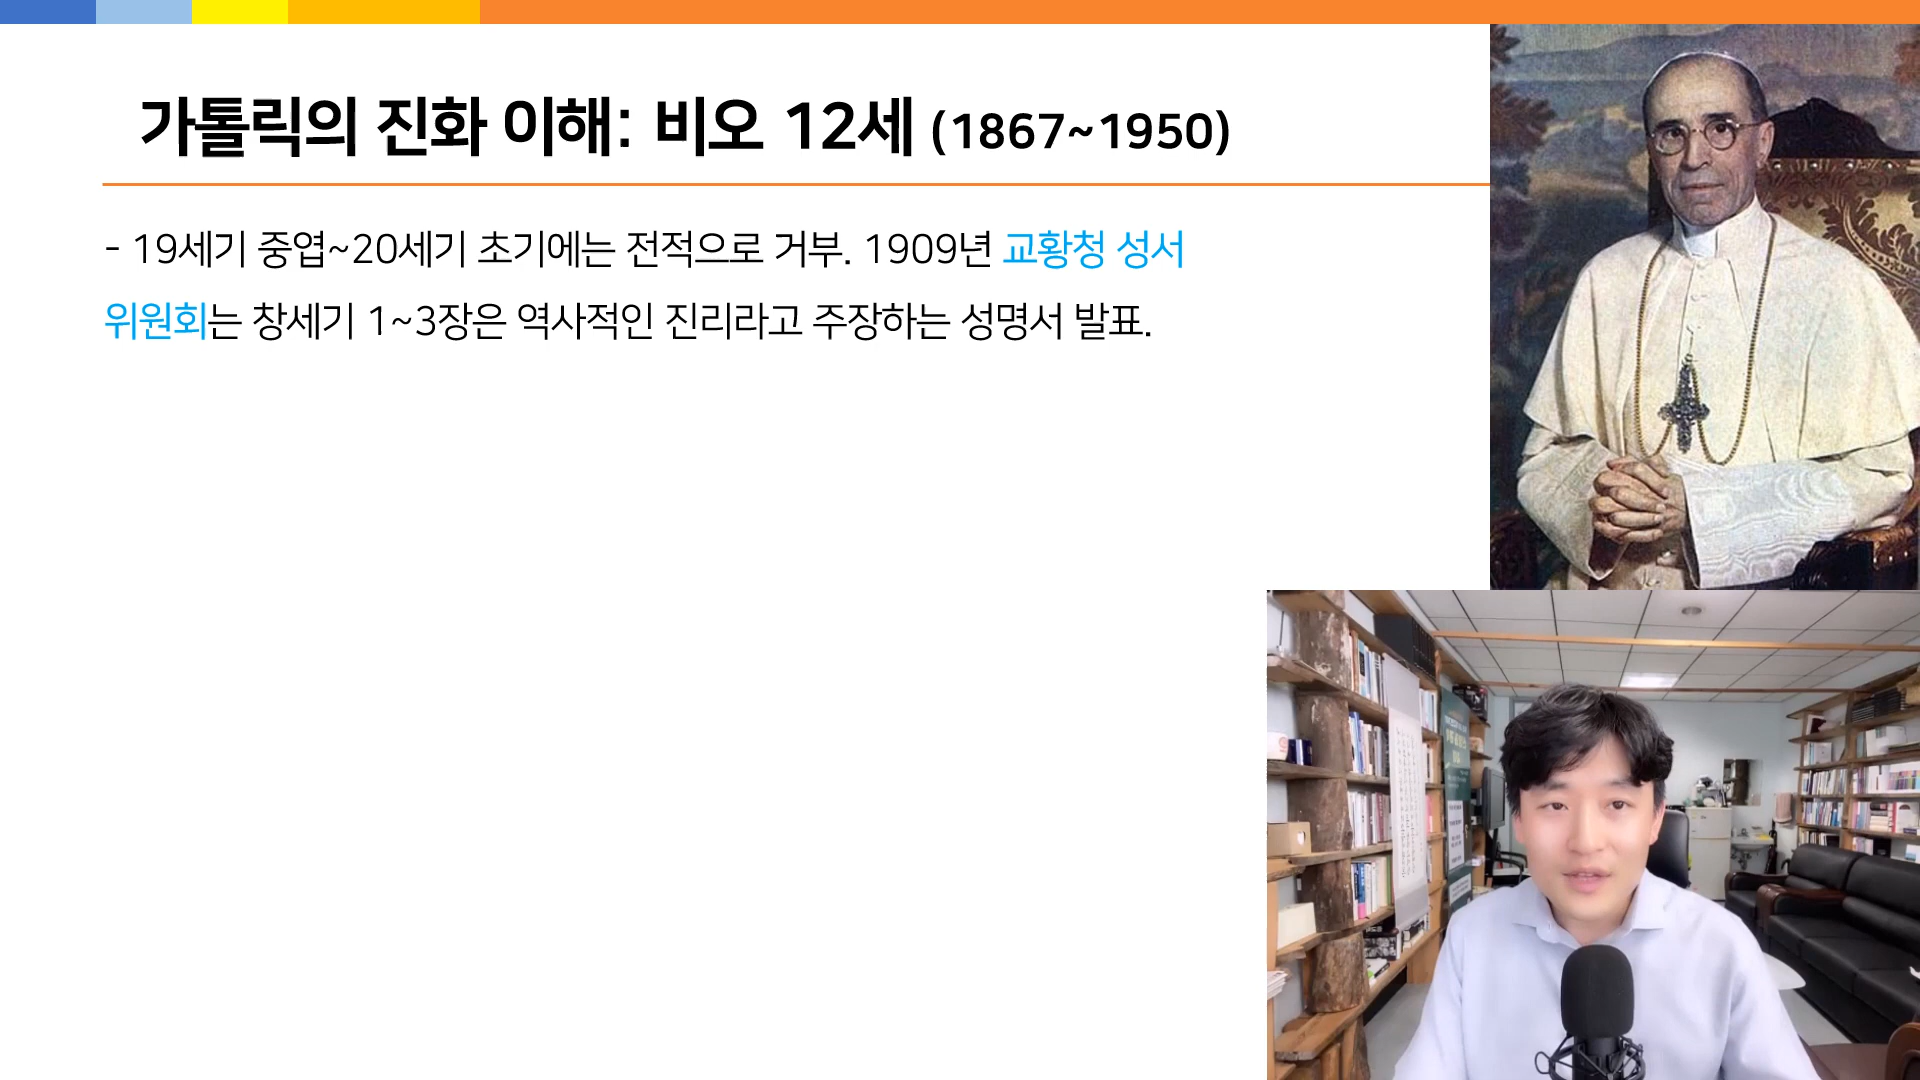 가톨릭의 진화 이해: 비오 12세 (1867~1950)
- 19세기 중엽~20세기 초기에는 전적으로 거부. 1909년 교황청 성서
위원회는 창세기 1~3장은 역사적인 진리라고 주장하는 성명서 발표.